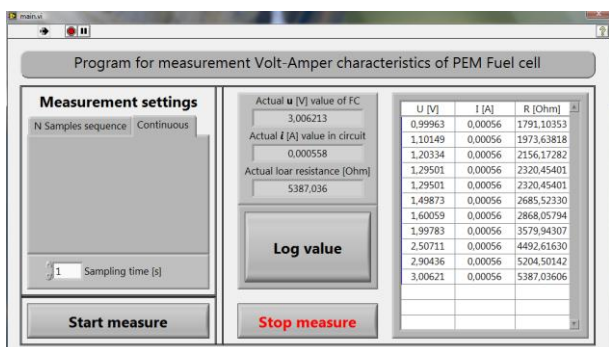 main.vi
Program for measurement Volt-Amper characteristics of PEM Fuel cell
Measurement settings
N Samples sequence Continuous
1 Sampling time [s]
Start measure
Actual u [V] value of FC
3,006213
Actual i [A] value in circuit
0,000558
Actual loar resistance [Ohm]
5387,036
Log value
Stop measure
U [V] I [A] R [Ohm]
0,99963 0,00056 1791,10353
1,10149 0,00056 1973,63818
1,20334 0,00056 2156,17282
1,29501 0,00056 2320,45401
1,29501 0,00056 2320,45401
1,49873 0,00056 2685,52330
1,60059 0,00056 2868,05794
1,99783 0,00056 3579,94307
2,50711 0,00056 4492,61630
2,90436 0,00056 5204,50142
3,00621 0,00056 5387,03606